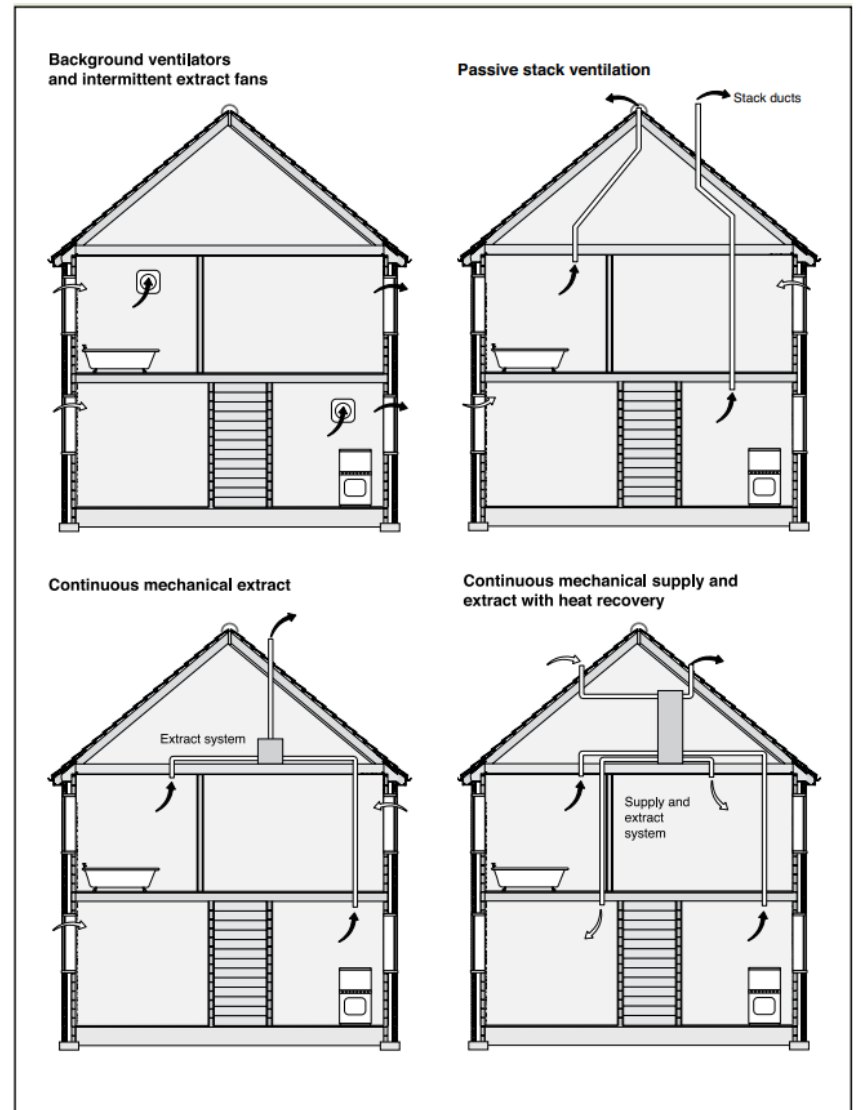 Background ventilators
and intermittent extract fans
Passive stack ventilation
Stack ducts
Continuous mechanical extract
Extract system
Continuous mechanical supply and
extract with heat recovery
Supply and
extract
system